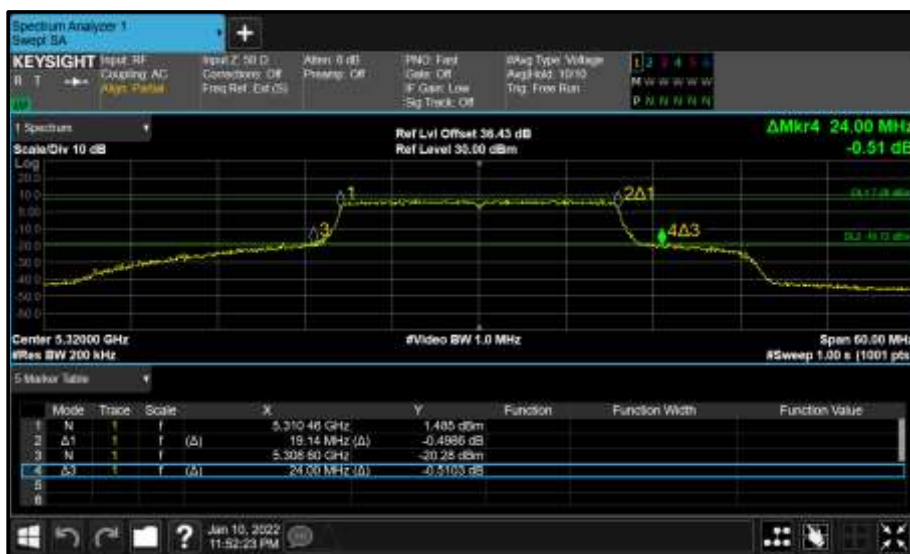 Spectrum Analyzer 1
Swept SA
KEYSIGHT
R T
Input: RF
Coupling: AC
Align: Partial
Input Z: 50 Ω
Corrections: Off
Freq Ref: Ext (S)
Atten: 6 dB
Preamp: Off
PNO: Fast
Gate: Off
IF Gain: Low
Sig Track: Off
#Avg Type: Voltage
Avg|Hold: 10/10
Trig: Free Run
1 2 3 4 5 6
M W W W W W
P N N N N N
1 Spectrum
Scale/Div 10 dB
Ref Lvl Offset 36.43 dB
Ref Level 30.00 dBm
ΔMkr4 24.00 MHz
-0.51 dB
Log
20.0
10.0
0.00
-10.0
-20.0
-30.0
-40.0
-50.0
-60.0
1
2Δ1
3
4Δ3
Center 5.32000 GHz
#Res BW 200 kHz
#Video BW 1.0 MHz
Span 60.00 MHz
#Sweep 1.00 s (1001 pts)
5 Marker Table
Mode Trace Scale X Y Function Function Width Function Value
1 N 1 f 5.310 46 GHz 1.485 dBm
2 Δ1 1 f (Δ) 19.14 MHz (Δ) -0.4986 dB
3 N 1 f 5.308 60 GHz -20.28 dBm
4 Δ3 1 f (Δ) 24.00 MHz (Δ) -0.5103 dB
5
6
?
Jan 10, 2022
11:52:23 PM